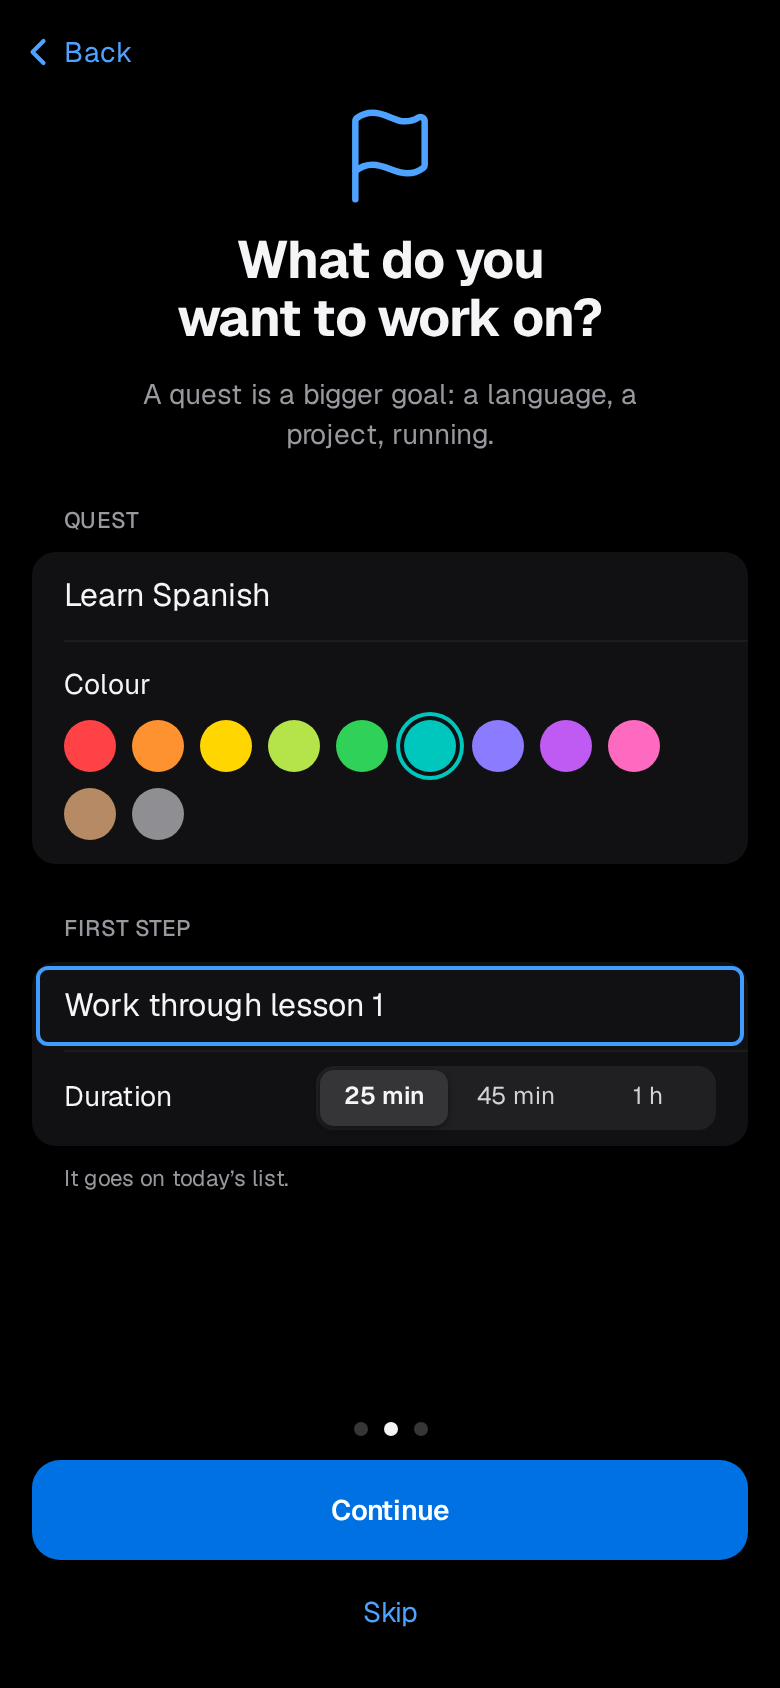 Back
What do you
want to work on?
A quest is a bigger goal: a language, a
project, running.
QUEST
Learn Spanish
Colour
FIRST STEP
Work through lesson 1
Duration 25 min 45 min 1 h
It goes on today’s list.
Continue
Skip